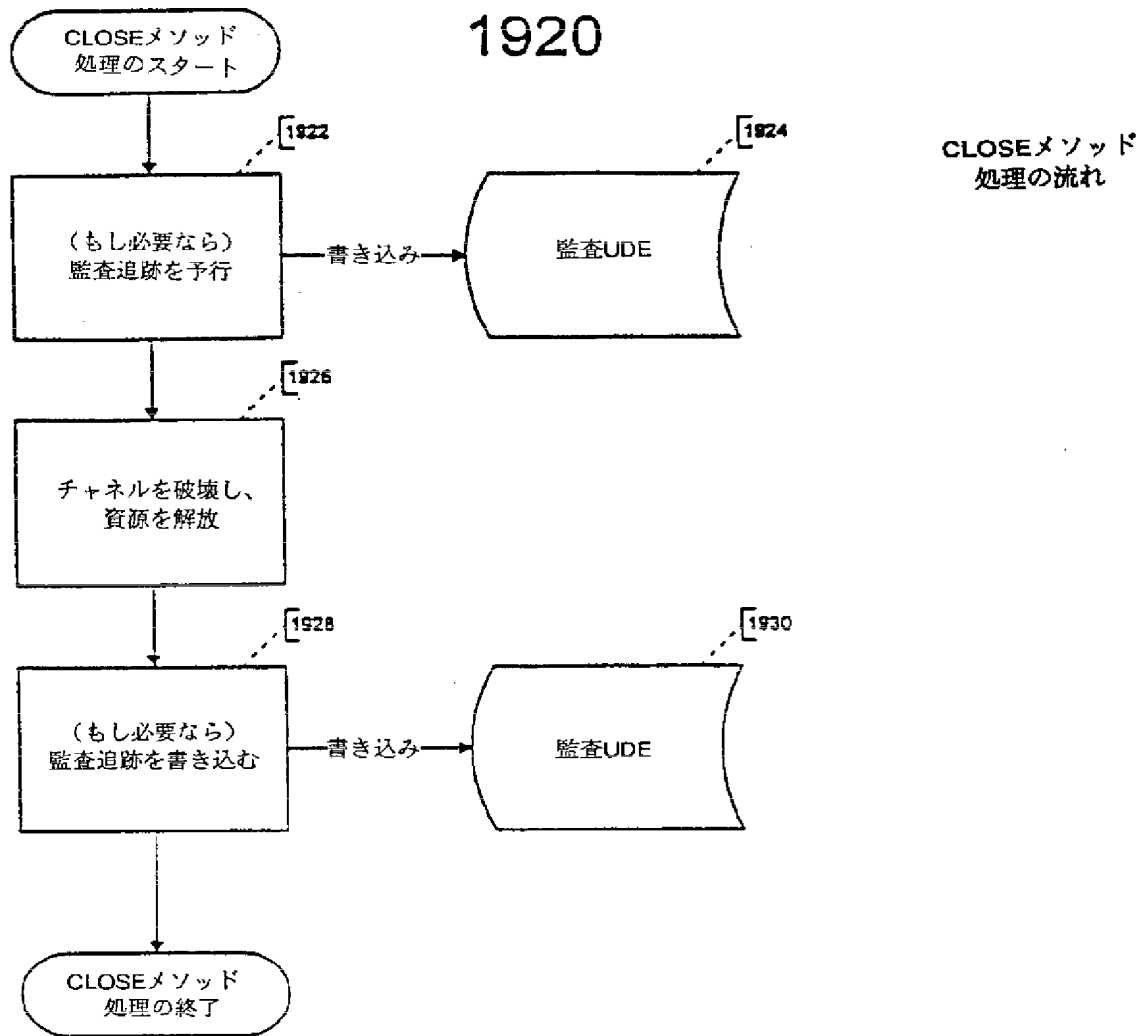 1920
CLOSEメソッド
処理のスタート
CLOSEメソッド
処理の流れ
1922
(もし必要なら)
監査追跡を予行
書き込み
1924
監査UDE
1926
チャネルを破壊し、
資源を解放
1928
(もし必要なら)
監査追跡を書き込む
書き込み
1930
監査UDE
CLOSEメソッド
処理の終了